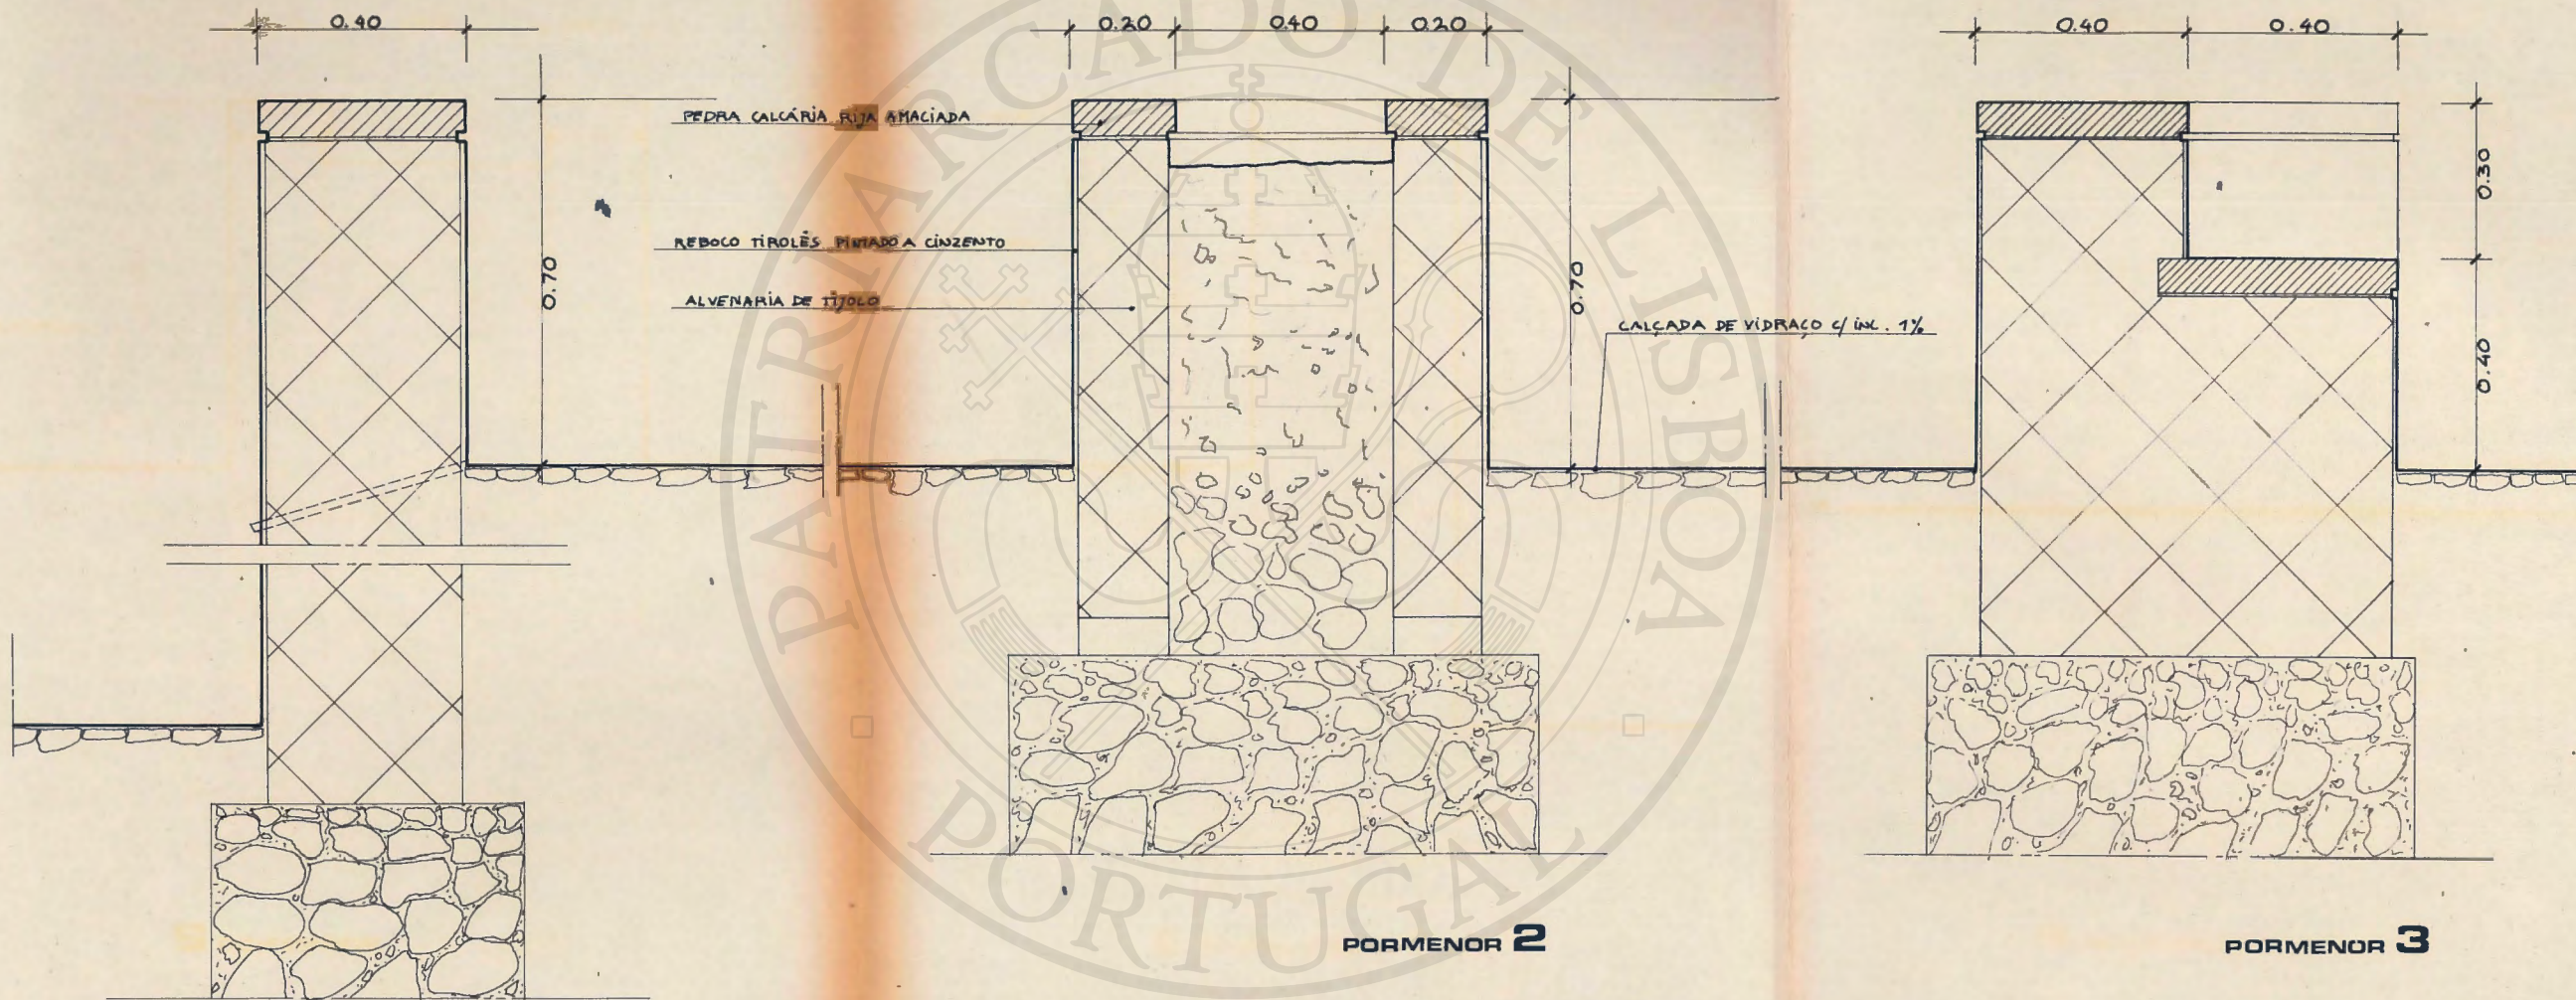 0.40
0.20 0.40 0.20
0.40 0.40
PEDRA CALCÁRIA RIJA AMACIADA
REBOCO TIROLÊS PINTADO A CINZENTO
ALVENARIA DE TIJOLO
0.70
0.70
CALÇADA DE VIDRAÇO C/ INC. 1%
0.30
0.40
PORMENOR 2
PORMENOR 3
PATRIARCADO DE LISBOA
PORTUGAL